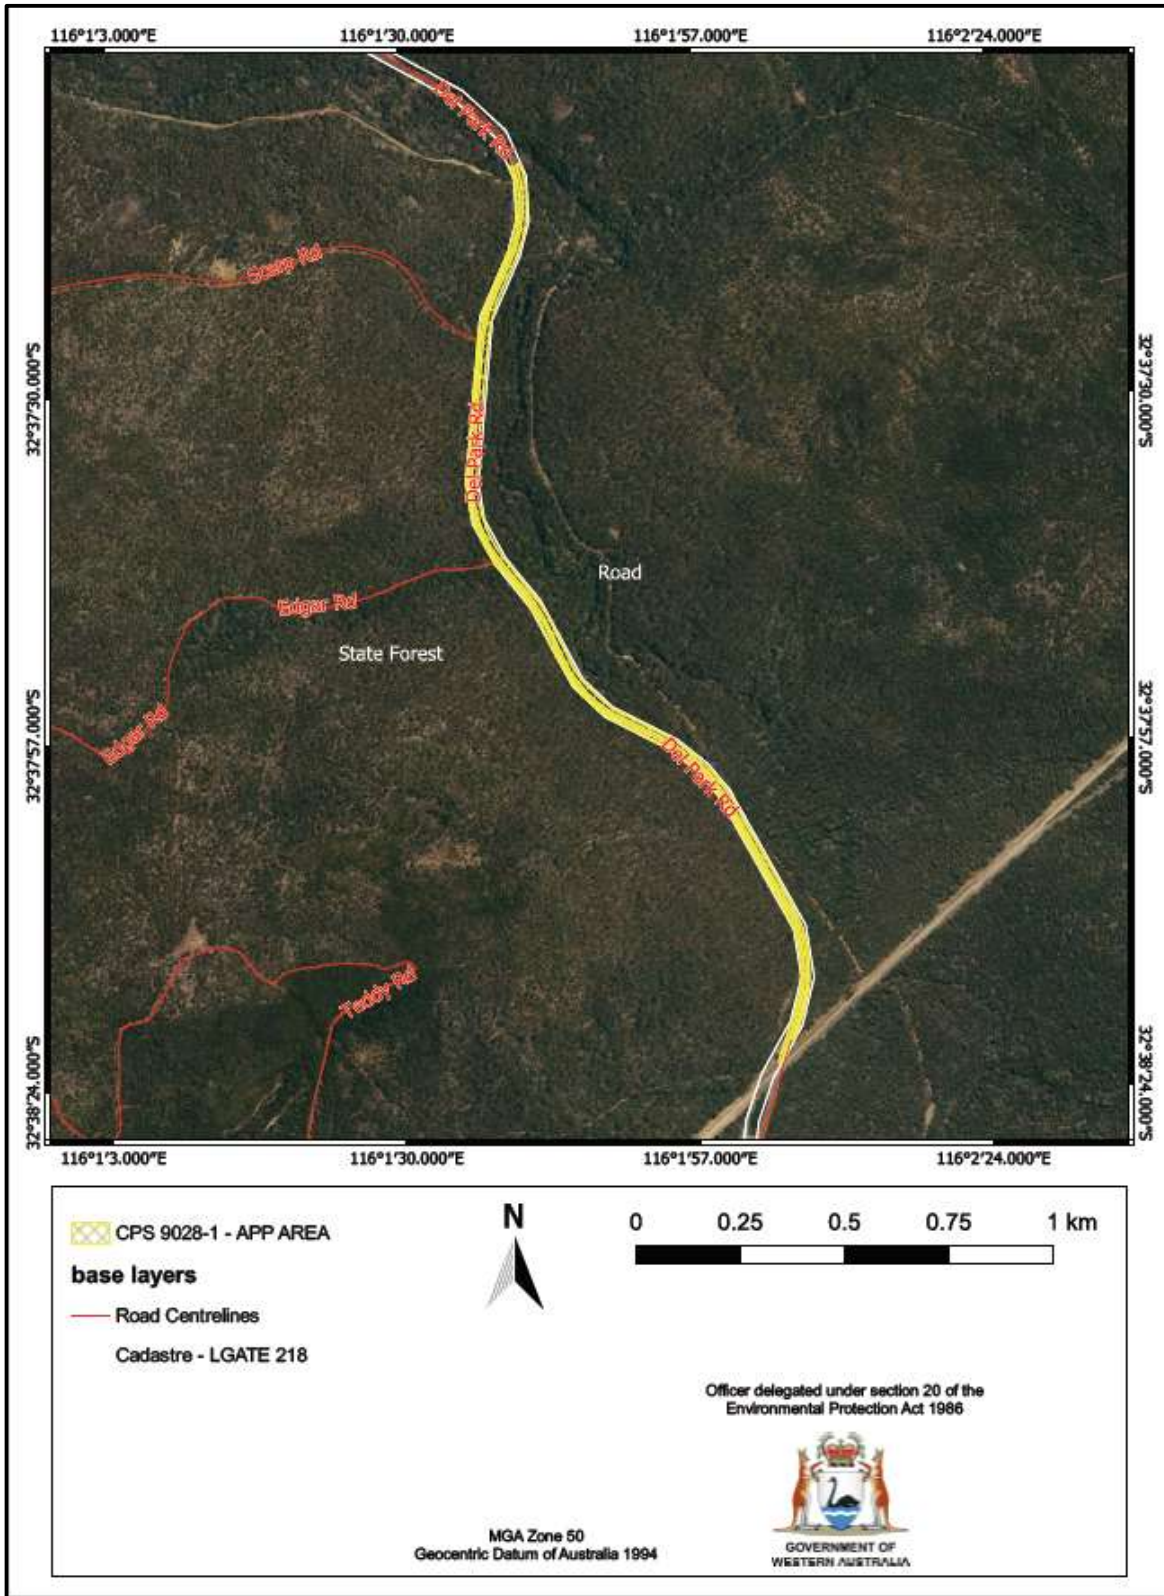 116°1'3.000"E 116°1'30.000"E 116°1'57.000"E 116°2'24.000"E
Del Park Rd
Scarp Rd
32°37'30.000"S
32°37'30.000"S
Del Park Rd
Road
Edgar Rd
State Forest
Edgar Rd
32°37'57.000"S
32°37'57.000"S
Del Park Rd
Teddy Rd
32°38'24.000"S
32°38'24.000"S
116°1'3.000"E 116°1'30.000"E 116°1'57.000"E 116°2'24.000"E
CPS 9028-1 - APP AREA
base layers
Road Centrelines
Cadastre - LGATE 218
N
0 0.25 0.5 0.75 1 km
Officer delegated under section 20 of the
Environmental Protection Act 1986
MGA Zone 50
Geocentric Datum of Australia 1994
GOVERNMENT OF
WESTERN AUSTRALIA